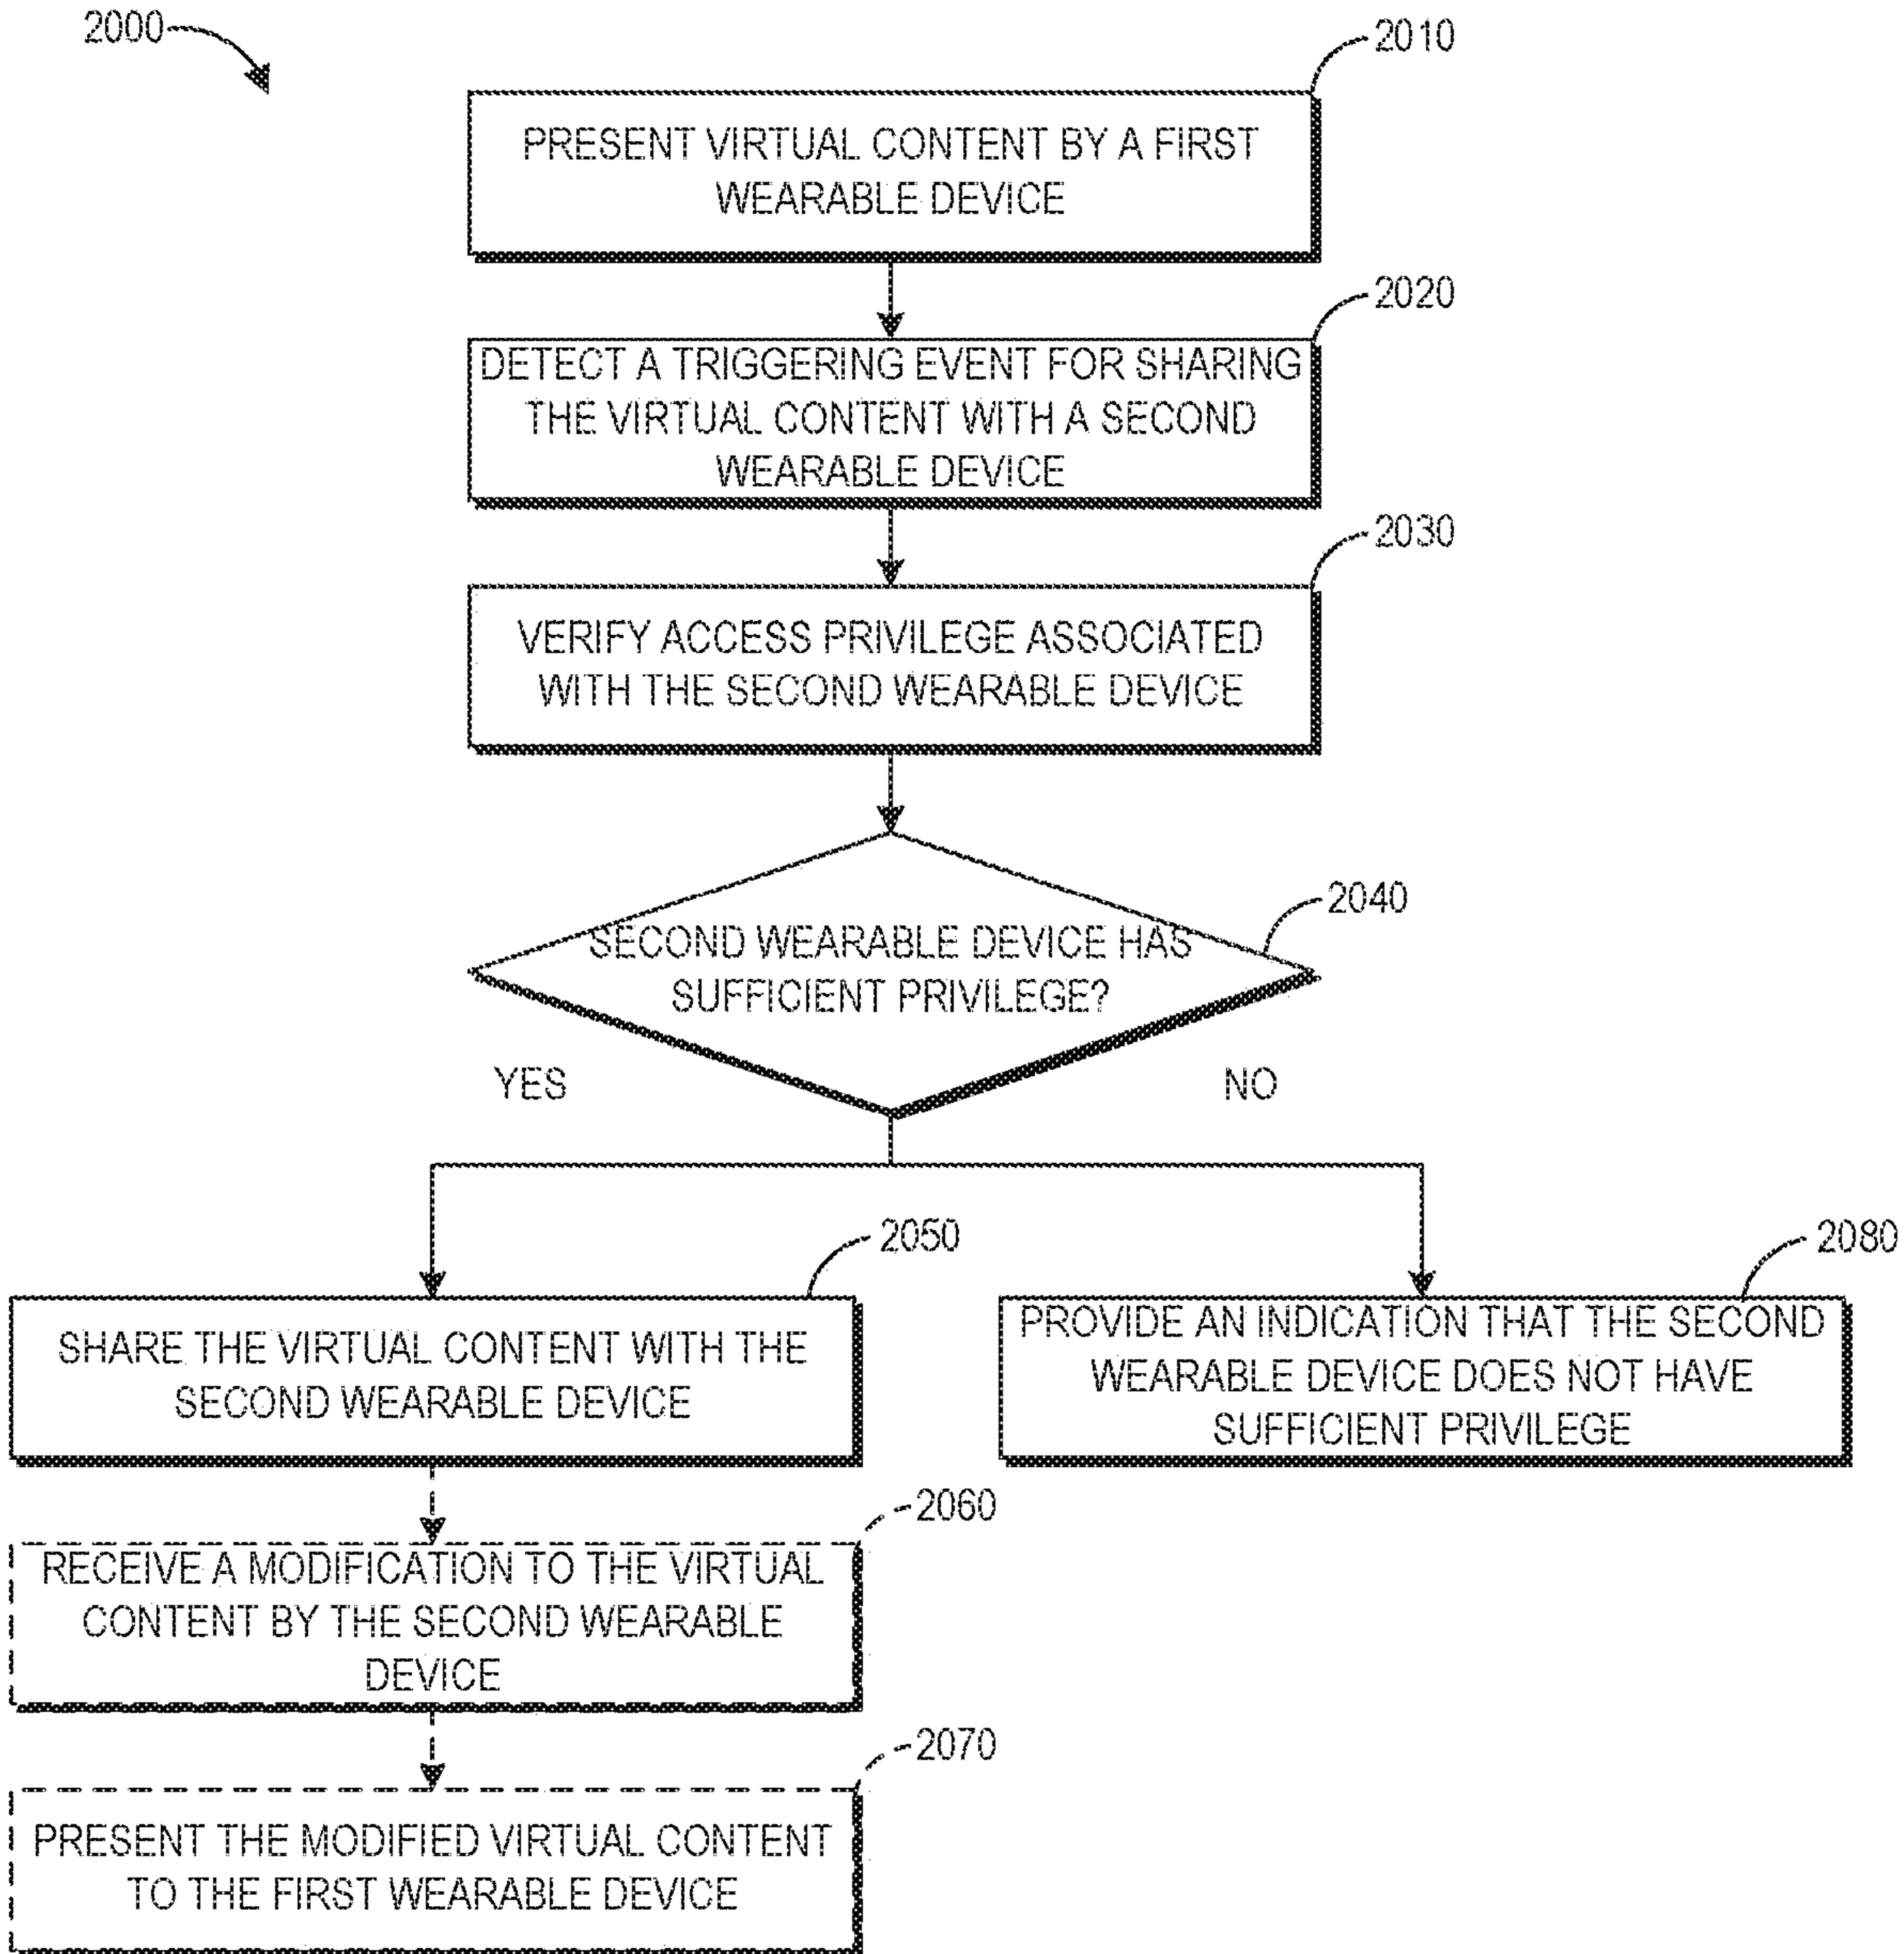 2000
2010
PRESENT VIRTUAL CONTENT BY A FIRST
WEARABLE DEVICE
2020
DETECT A TRIGGERING EVENT FOR SHARING
THE VIRTUAL CONTENT WITH A SECOND
WEARABLE DEVICE
2030
VERIFY ACCESS PRIVILEGE ASSOCIATED
WITH THE SECOND WEARABLE DEVICE
2040
SECOND WEARABLE DEVICE HAS
SUFFICIENT PRIVILEGE?
YES
NO
2050
SHARE THE VIRTUAL CONTENT WITH THE
SECOND WEARABLE DEVICE
2080
PROVIDE AN INDICATION THAT THE SECOND
WEARABLE DEVICE DOES NOT HAVE
SUFFICIENT PRIVILEGE
2060
RECEIVE A MODIFICATION TO THE VIRTUAL
CONTENT BY THE SECOND WEARABLE
DEVICE
2070
PRESENT THE MODIFIED VIRTUAL CONTENT
TO THE FIRST WEARABLE DEVICE